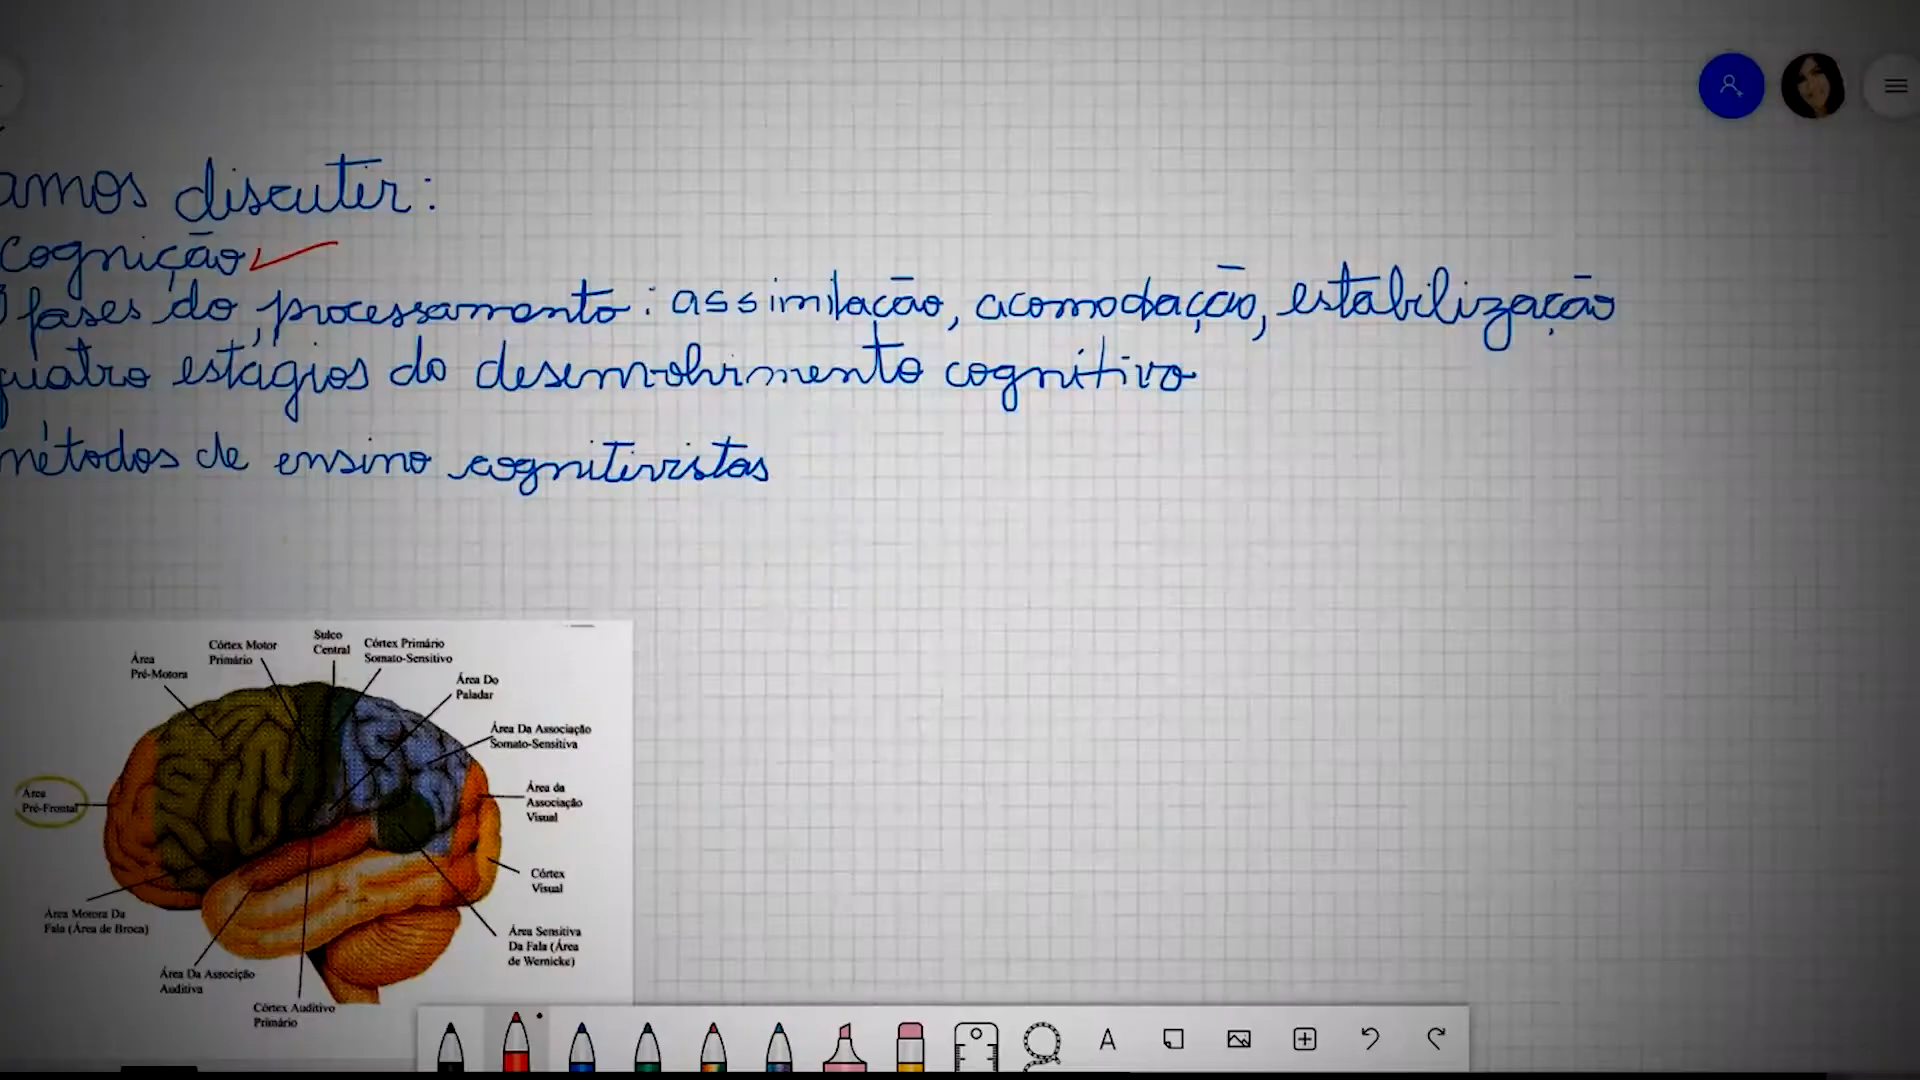 amos discutir:
cognição
fases do processamento: assimilação, acomodação, estabilização
quatro estágios do desenvolvimento cognitivo
métodos de ensino cognitivistas
Sulco
Central
Córtex Motor
Primário
Córtex Primário
Somato-Sensitivo
Área
Pré-Motora
Área Do
Paladar
Área Da Associação
Somato-Sensitiva
Área
Pré-Frontal
Área da
Associação
Visual
Córtex
Visual
Área Motora Da
Fala (Área de Broca)
Área Sensitiva
Da Fala (Área
de Wernicke)
Área Da Associção
Auditiva
Córtex Auditivo
Primário
A